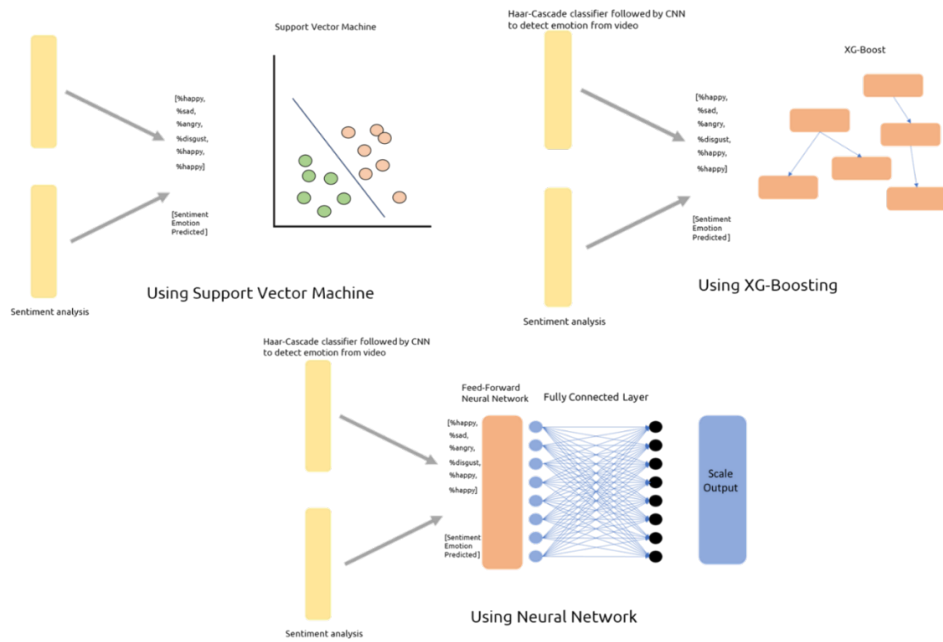 Support Vector Machine
[%happy,
%sad,
%angry,
%disgust,
%happy,
%happy]
[Sentiment
Emotion
Predicted]
Using Support Vector Machine
Sentiment analysis
Haar-Cascade classifier followed by CNN
to detect emotion from video
XG-Boost
[%happy,
%sad,
%angry,
%disgust,
%happy,
%happy]
[Sentiment
Emotion
Predicted]
Using XG-Boosting
Sentiment analysis
Haar-Cascade classifier followed by CNN
to detect emotion from video
Feed-Forward
Neural Network
Fully Connected Layer
[%happy,
%sad,
%angry,
%disgust,
%happy,
%happy]
[Sentiment
Emotion
Predicted]
Scale
Output
Using Neural Network
Sentiment analysis